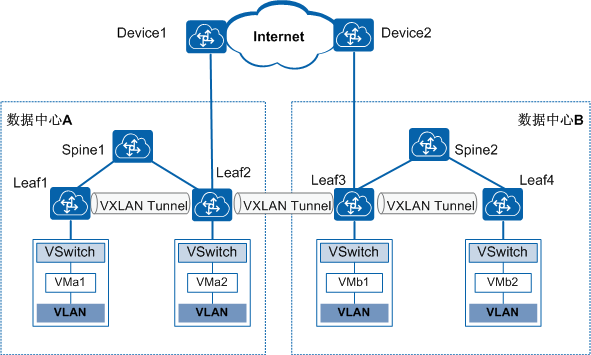 Device1
Internet
Device2
数据中心A
数据中心B
Spine1
Spine2
Leaf1
Leaf2
Leaf3
Leaf4
VXLAN Tunnel
VXLAN Tunnel
VXLAN Tunnel
VSwitch
VSwitch
VSwitch
VSwitch
VMa1
VMa2
VMb1
VMb2
VLAN
VLAN
VLAN
VLAN